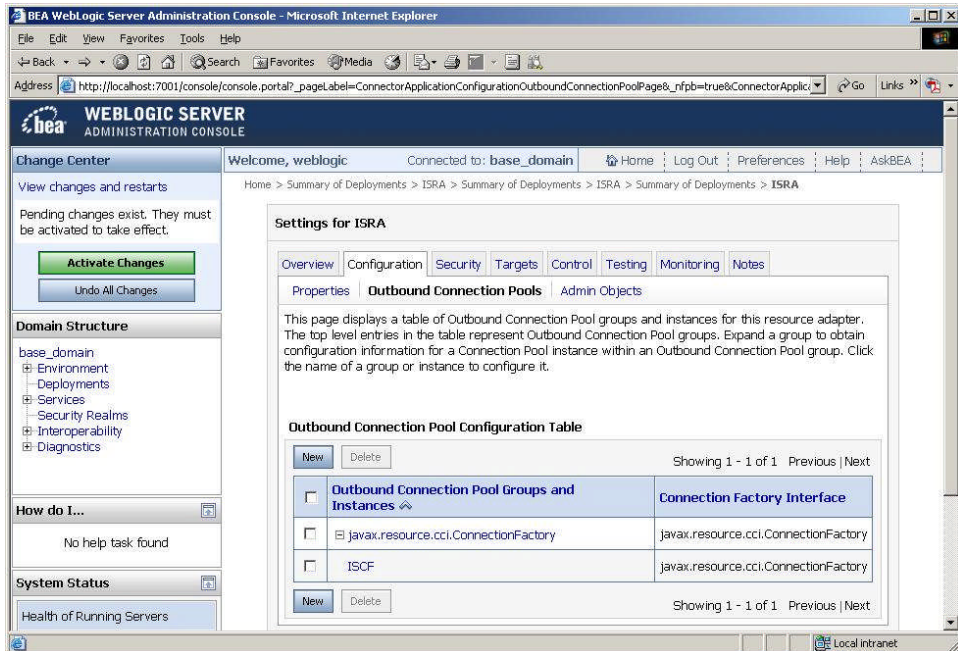 BEA WebLogic Server Administration Console - Microsoft Internet Explorer
File Edit View Favorites Tools Help
Back Search Favorites Media
Address http://localhost:7001/console/console.portal?_pageLabel=ConnectorApplicationConfigurationOutboundConnectionPoolPage&_nfpb=true&ConnectorApplica Go Links »
bea WEBLOGIC SERVER
ADMINISTRATION CONSOLE
Change Center
View changes and restarts
Pending changes exist. They must
be activated to take effect.
Activate Changes
Undo All Changes
Domain Structure
base_domain
Environment
Deployments
Services
Security Realms
Interoperability
Diagnostics
How do I...
No help task found
System Status
Health of Running Servers
Welcome, weblogic Connected to: base_domain Home Log Out Preferences Help AskBEA
Home > Summary of Deployments > ISRA > Summary of Deployments > ISRA > Summary of Deployments > ISRA
Settings for ISRA
Overview Configuration Security Targets Control Testing Monitoring Notes
Properties Outbound Connection Pools Admin Objects
This page displays a table of Outbound Connection Pool groups and instances for this resource adapter.
The top level entries in the table represent Outbound Connection Pool groups. Expand a group to obtain
configuration information for a Connection Pool instance within an Outbound Connection Pool group. Click
the name of a group or instance to configure it.
Outbound Connection Pool Configuration Table
New Delete Showing 1 - 1 of 1 Previous | Next
Outbound Connection Pool Groups and
Instances Connection Factory Interface
javax.resource.cci.ConnectionFactory javax.resource.cci.ConnectionFactory
ISCF javax.resource.cci.ConnectionFactory
New Delete Showing 1 - 1 of 1 Previous | Next
Local intranet